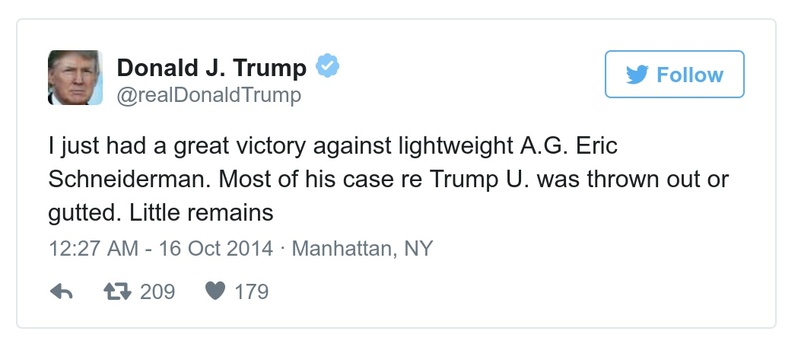 Donald J. Trump
@realDonaldTrump
Follow
I just had a great victory against lightweight A.G. Eric
Schneiderman. Most of his case re Trump U. was thrown out or
gutted. Little remains
12:27 AM - 16 Oct 2014 · Manhattan, NY
209 179